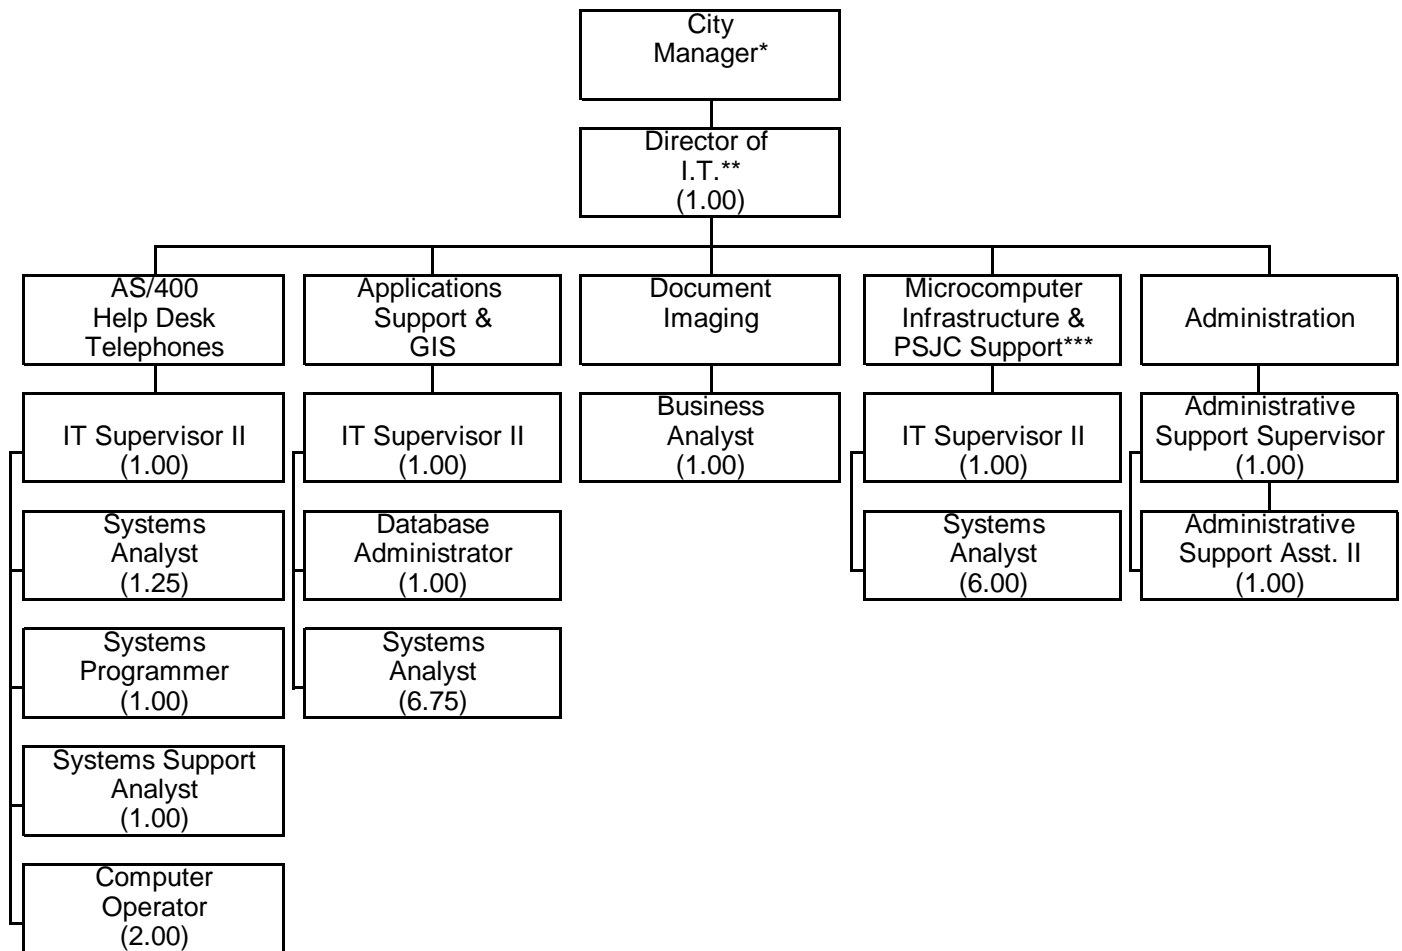 City
Manager*
Director of
I.T.**
(1.00)
AS/400
Help Desk
Telephones
Applications
Support &
GIS
Document
Imaging
Microcomputer
Infrastructure &
PSJC Support***
Administration
IT Supervisor II
(1.00)
IT Supervisor II
(1.00)
Business
Analyst
(1.00)
IT Supervisor II
(1.00)
Administrative
Support Supervisor
(1.00)
Systems
Analyst
(1.25)
Database
Administrator
(1.00)
Systems
Analyst
(6.00)
Administrative
Support Asst. II
(1.00)
Systems
Programmer
(1.00)
Systems
Analyst
(6.75)
Systems Support
Analyst
(1.00)
Computer
Operator
(2.00)